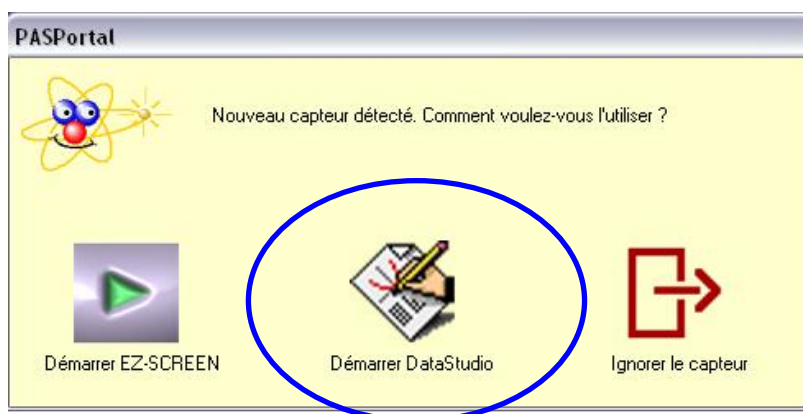 PASPortal
Nouveau capteur détecté. Comment voulez-vous l'utiliser ?
Démarrer EZ-SCREEN
Démarrer DataStudio
Ignorer le capteur